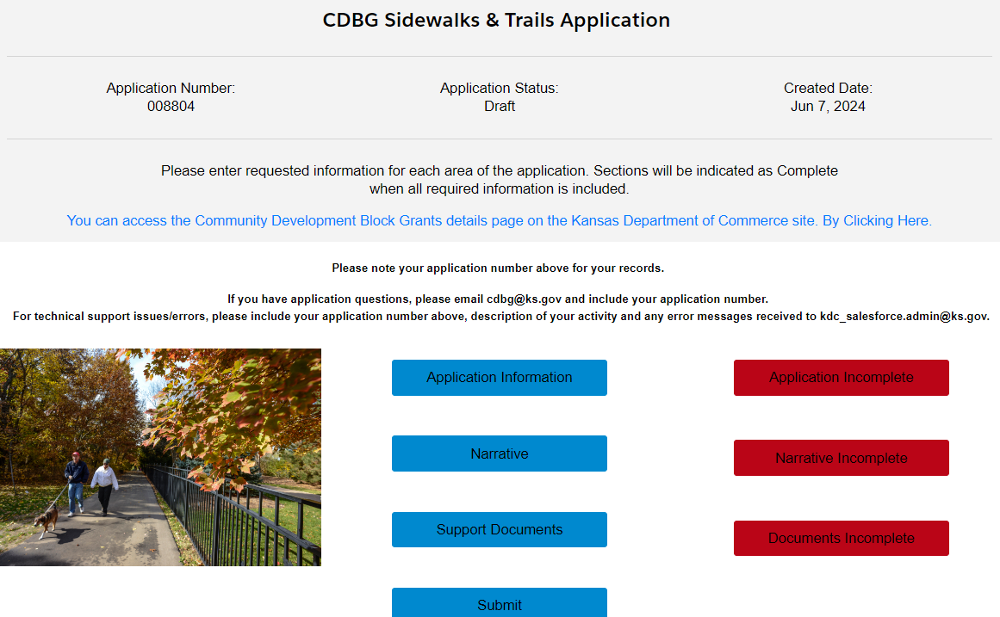 CDBG Sidewalks & Trails Application
Application Number:
008804
Application Status:
Draft
Created Date:
Jun 7, 2024
Please enter requested information for each area of the application. Sections will be indicated as Complete
when all required information is included.
You can access the Community Development Block Grants details page on the Kansas Department of Commerce site. By Clicking Here.
Please note your application number above for your records.
If you have application questions, please email cdbg@ks.gov and include your application number.
For technical support issues/errors, please include your application number above, description of your activity and any error messages received to kdc_salesforce.admin@ks.gov.
Application Information
Application Incomplete
Narrative
Narrative Incomplete
Support Documents
Documents Incomplete
Submit